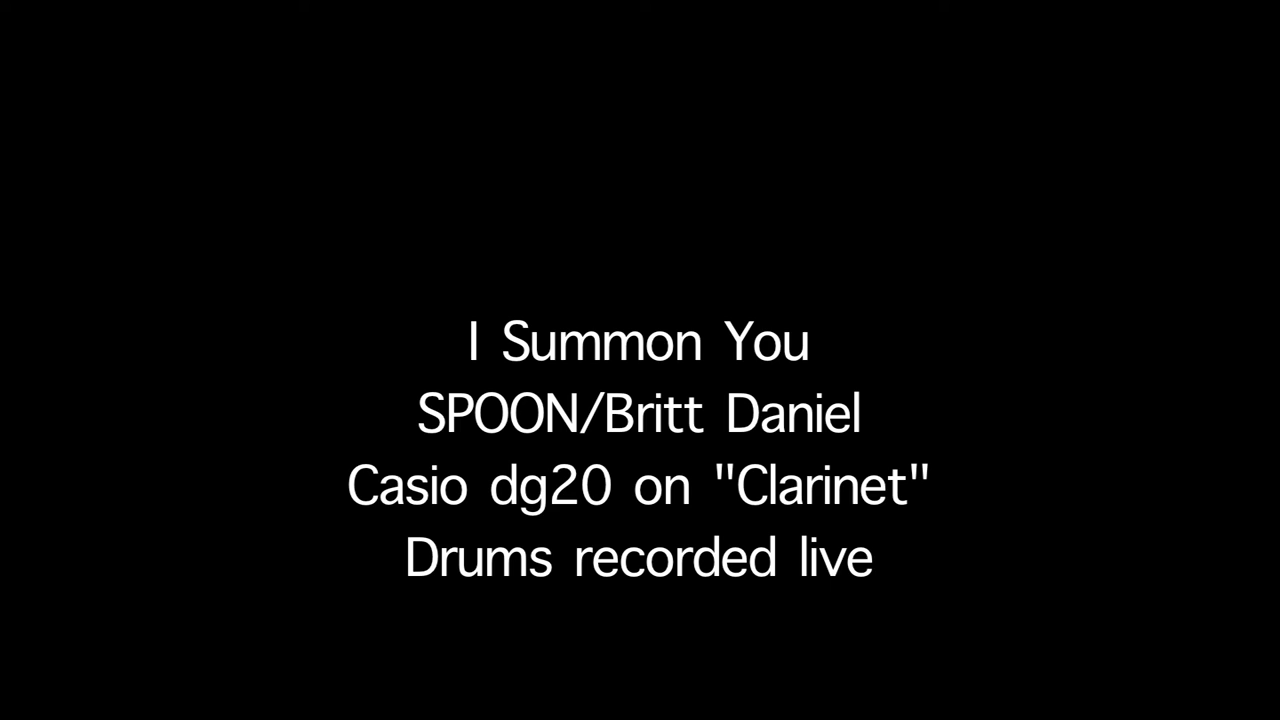 I Summon You
SPOON/Britt Daniel
Casio dg20 on "Clarinet"
Drums recorded live